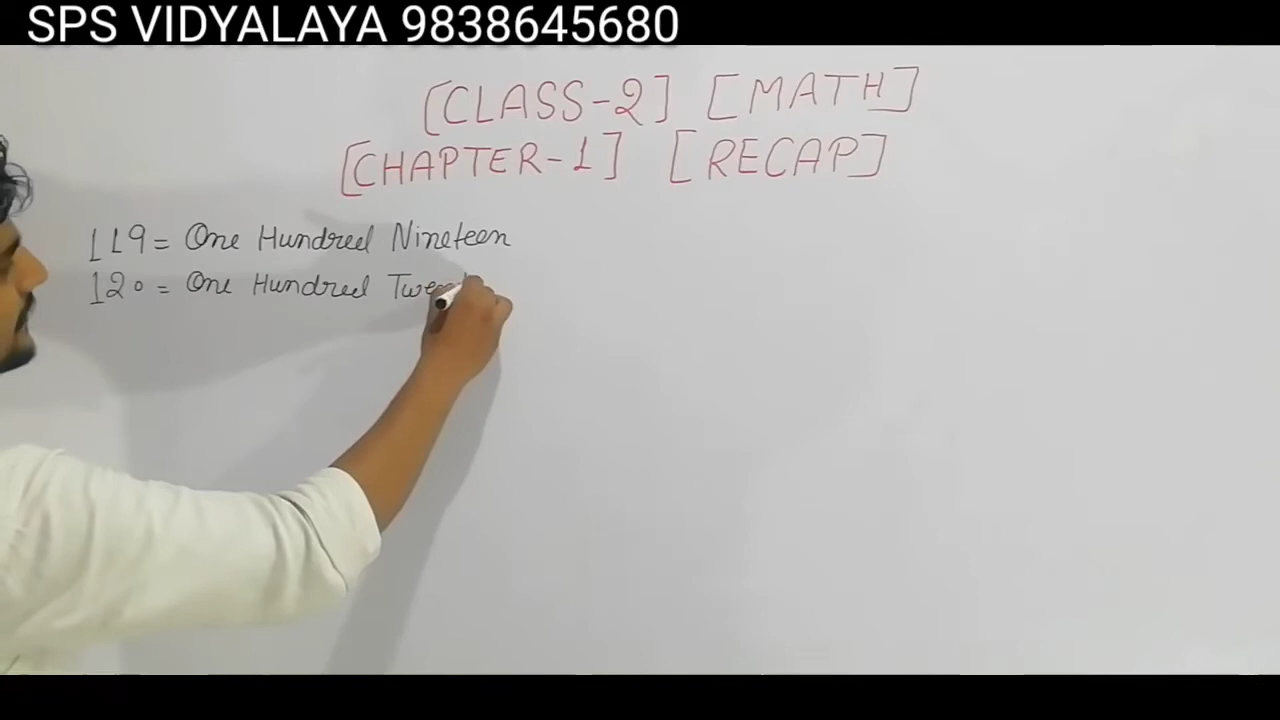 SPS VIDYALAYA 9838645680
[CLASS-2] [MATH]
[CHAPTER-1] [RECAP]
119 = One Hundred Nineteen
120 = One Hundred